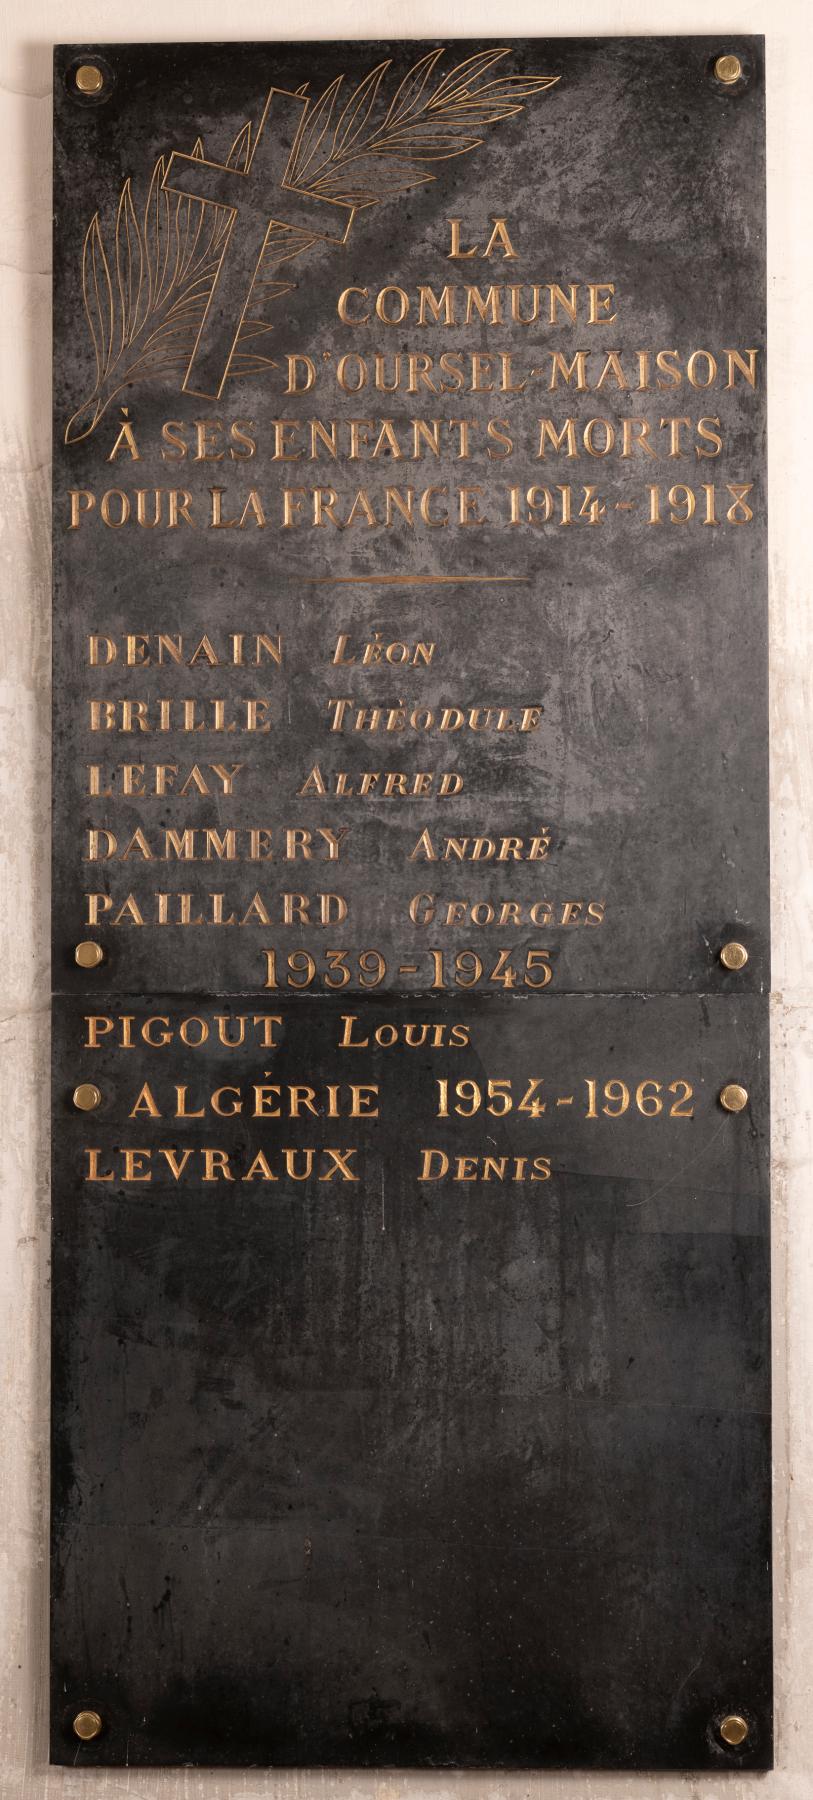 LA
COMMUNE
D'OURSEL-MAISON
À SES ENFANTS MORTS
POUR LA FRANCE 1914-1918
DENAIN LÉON
BRILLE THÉODULE
LEFAY ALFRED
DAMMERY ANDRÉ
PAILLARD GEORGES
1939-1945
PIGOUT LOUIS
ALGÉRIE 1954-1962
LEVRAUX DENIS